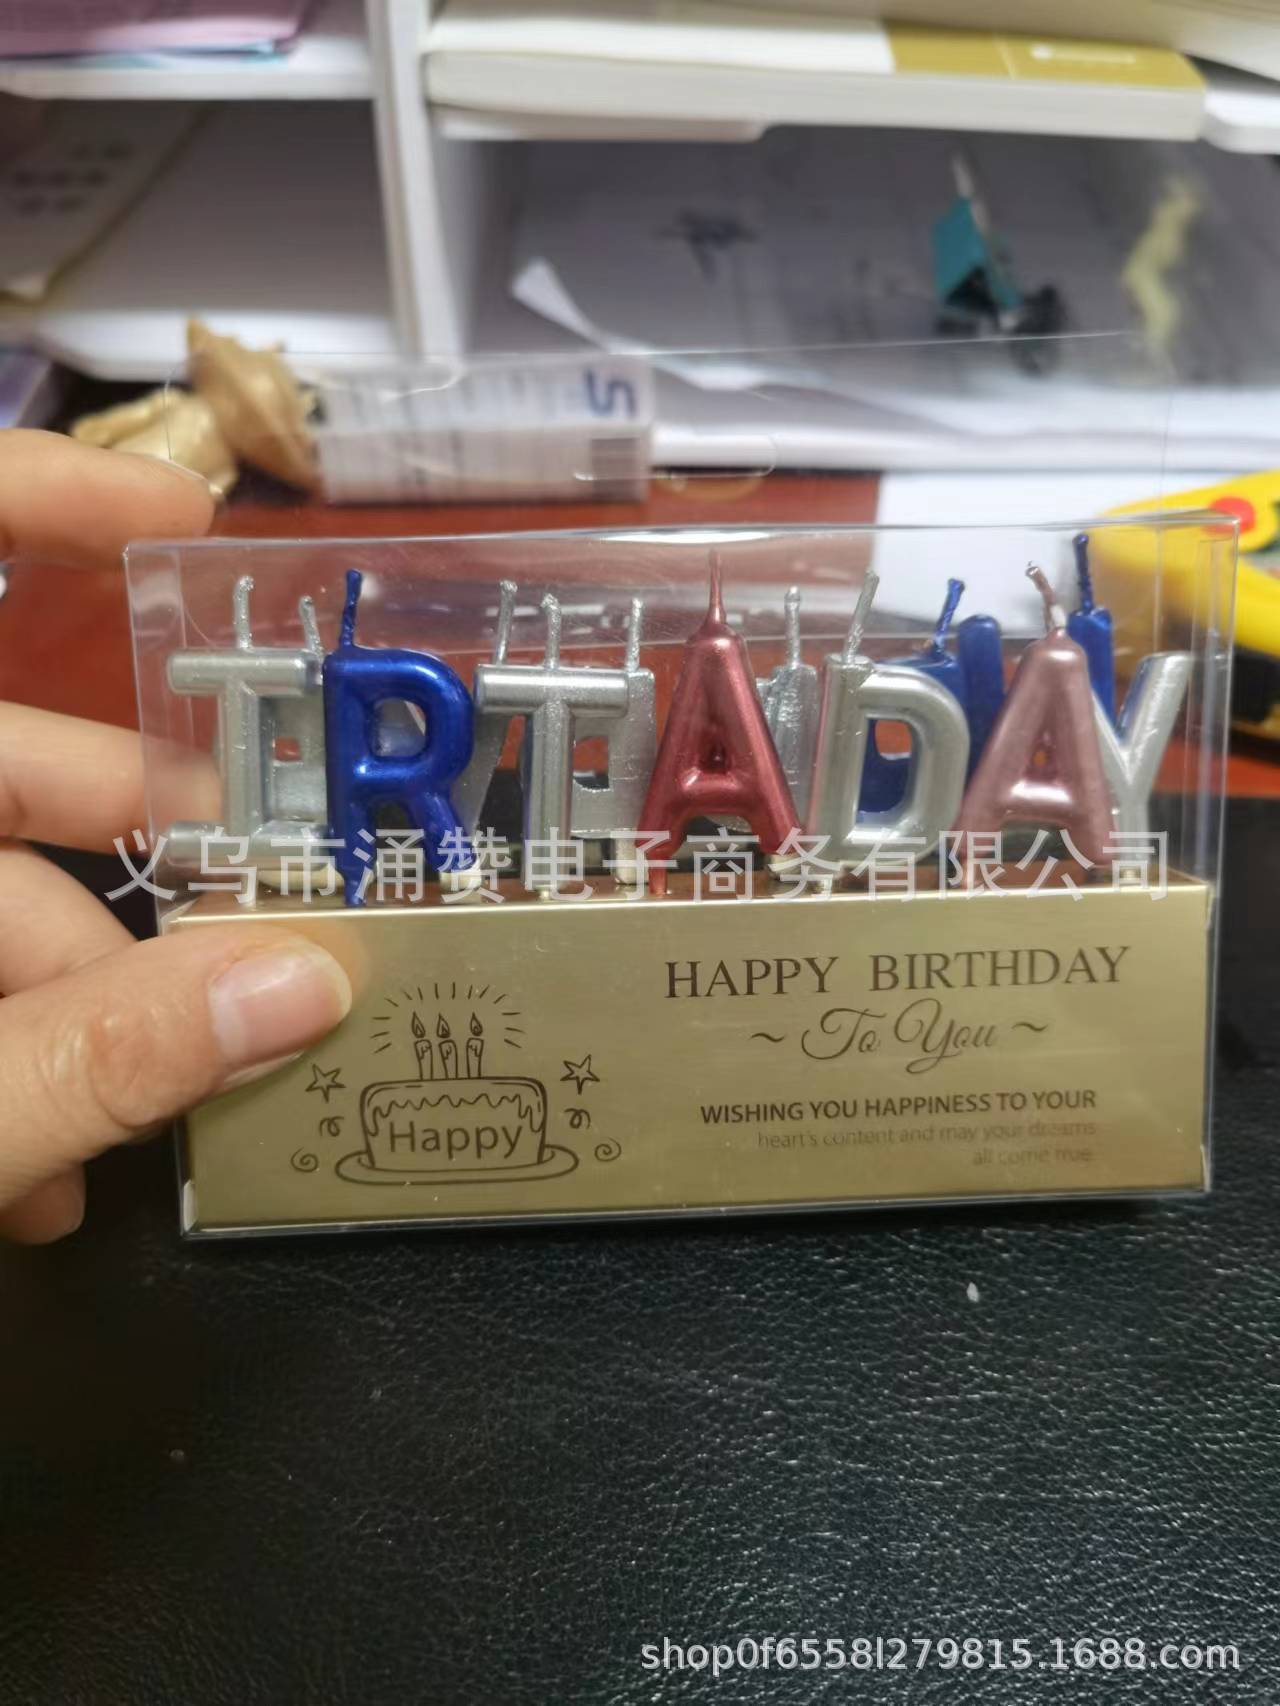 S
I R T A D A Y
义乌市涌赞电子商务有限公司
HAPPY BIRTHDAY
~ To You ~
WISHING YOU HAPPINESS TO YOUR
heart's content and may your dreams
all come true.
Happy
shop0f6558l279815.1688.com